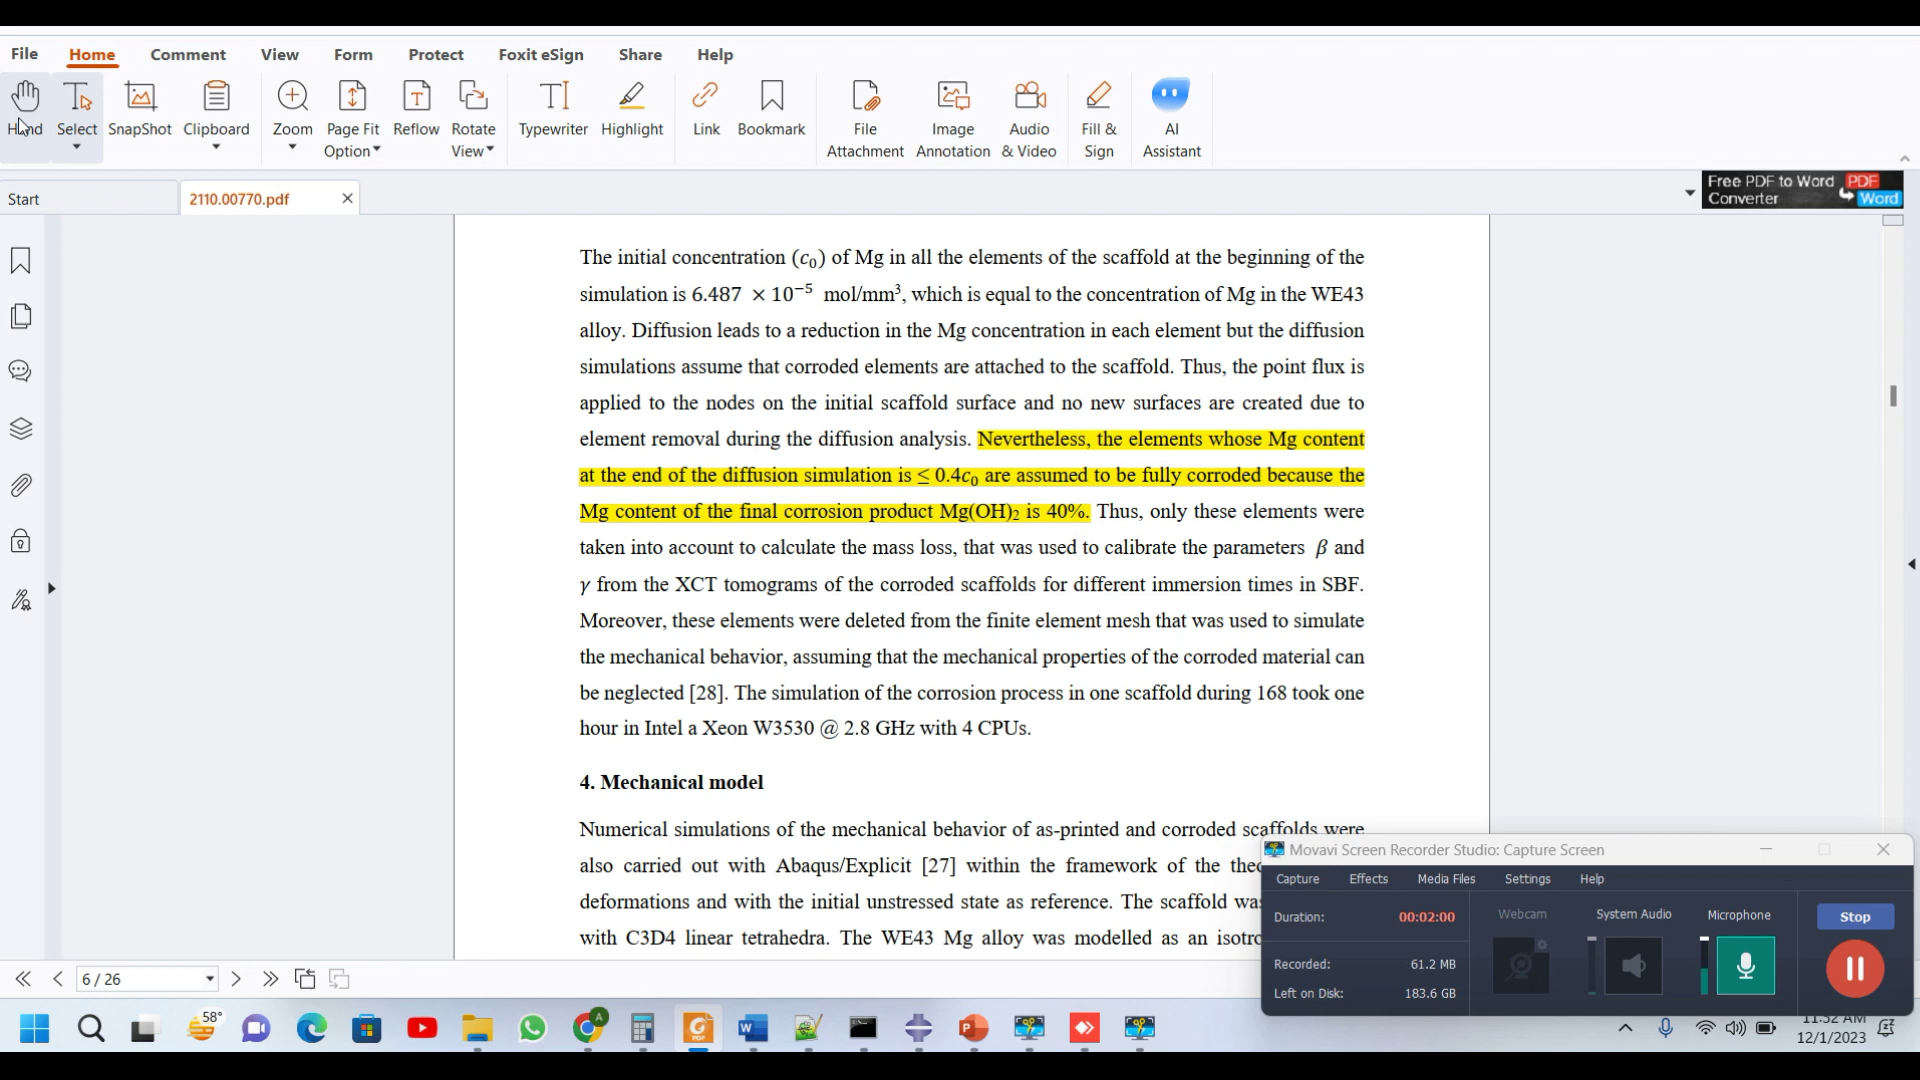 File Home Comment View Form Protect Foxit eSign Share Help
Hand Select SnapShot Clipboard Zoom Page Fit Option Reflow Rotate View Typewriter Highlight Link Bookmark File Attachment Image Annotation Audio & Video Fill & Sign AI Assistant
Start 2110.00770.pdf
Free PDF to Word PDF
Converter Word
The initial concentration (c₀) of Mg in all the elements of the scaffold at the beginning of the
simulation is 6.487 × 10⁻⁵ mol/mm³, which is equal to the concentration of Mg in the WE43
alloy. Diffusion leads to a reduction in the Mg concentration in each element but the diffusion
simulations assume that corroded elements are attached to the scaffold. Thus, the point flux is
applied to the nodes on the initial scaffold surface and no new surfaces are created due to
element removal during the diffusion analysis. Nevertheless, the elements whose Mg content
at the end of the diffusion simulation is ≤ 0.4c₀ are assumed to be fully corroded because the
Mg content of the final corrosion product Mg(OH)₂ is 40%. Thus, only these elements were
taken into account to calculate the mass loss, that was used to calibrate the parameters β and
γ from the XCT tomograms of the corroded scaffolds for different immersion times in SBF.
Moreover, these elements were deleted from the finite element mesh that was used to simulate
the mechanical behavior, assuming that the mechanical properties of the corroded material can
be neglected [28]. The simulation of the corrosion process in one scaffold during 168 took one
hour in Intel a Xeon W3530 @ 2.8 GHz with 4 CPUs.
4. Mechanical model
Numerical simulations of the mechanical behavior of as-printed and corroded scaffolds were
also carried out with Abaqus/Explicit [27] within the framework of the
deformations and with the initial unstressed state as reference. The scaffold
with C3D4 linear tetrahedra. The WE43 Mg alloy was modelled as an
Movavi Screen Recorder Studio: Capture Screen
Capture Effects Media Files Settings Help
Duration: 00:02:00 Webcam System Audio Microphone Stop
Recorded: 61.2 MB
Left on Disk: 183.6 GB
6 / 26
58°
11:52 AM
12/1/2023